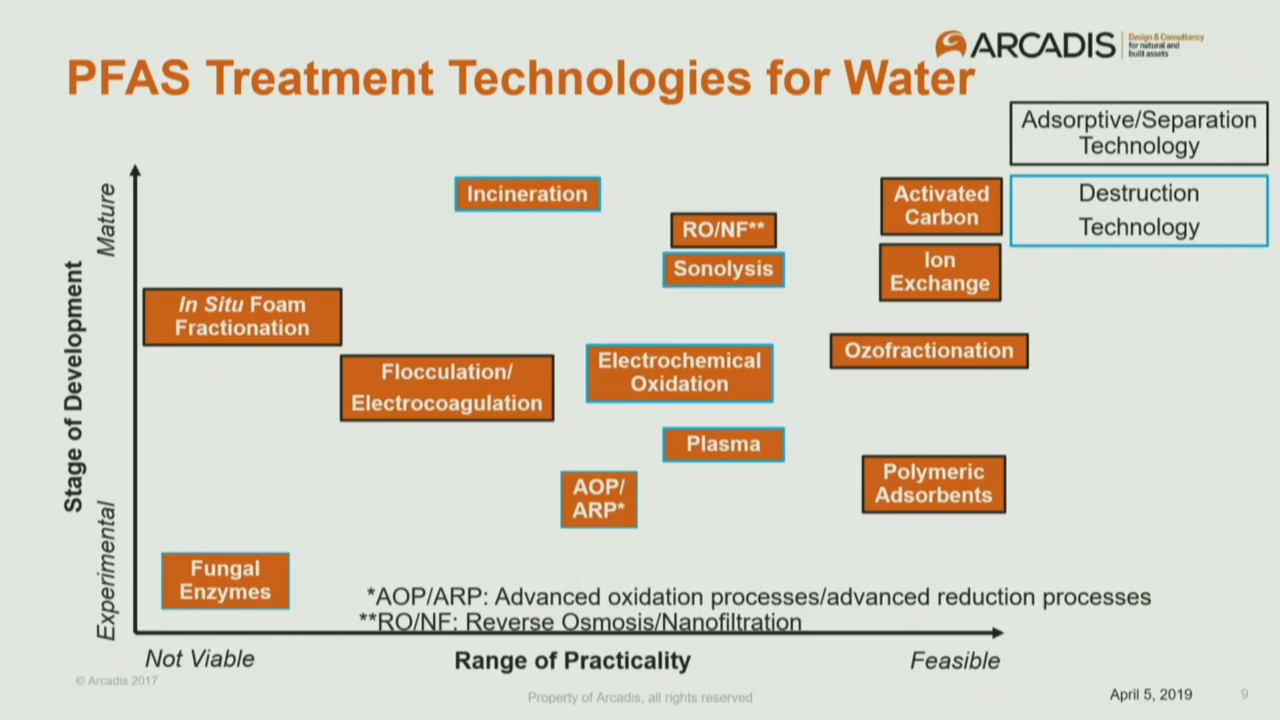 ARCADIS
Design & Consultancy
for natural and
built assets
PFAS Treatment Technologies for Water
Adsorptive/Separation
Technology
Destruction
Technology
Mature
Stage of Development
Experimental
Incineration
RO/NF**
Sonolysis
Activated
Carbon
Ion
Exchange
In Situ Foam
Fractionation
Flocculation/
Electrocoagulation
Electrochemical
Oxidation
Ozofractionation
Plasma
AOP/
ARP*
Polymeric
Adsorbents
Fungal
Enzymes
*AOP/ARP: Advanced oxidation processes/advanced reduction processes
**RO/NF: Reverse Osmosis/Nanofiltration
Not Viable
Range of Practicality
Feasible
© Arcadis 2017
Property of Arcadis, all rights reserved
April 5, 2019
9